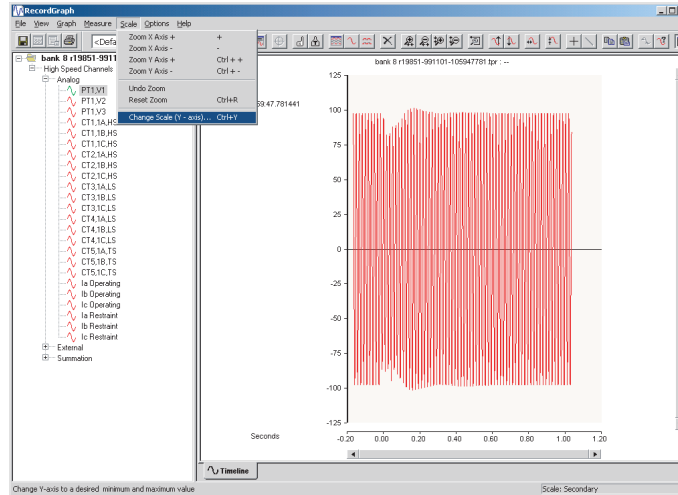 RecordGraph
File View Graph Measure Scale Options Help
<Defa
Zoom X Axis + +
Zoom X Axis - -
Zoom Y Axis + Ctrl + +
Zoom Y Axis - Ctrl + -
Undo Zoom
Reset Zoom Ctrl+R
Change Scale (Y - axis)... Ctrl+Y
bank 8 r19851-9911
High Speed Channels
Analog
PT1,V1
PT1,V2
PT1,V3
CT1,1A,HS
CT1,1B,HS
CT1,1C,HS
CT2,1A,HS
CT2,1B,HS
CT2,1C,HS
CT3,1A,LS
CT3,1B,LS
CT3,1C,LS
CT4,1A,LS
CT4,1B,LS
CT4,1C,LS
CT5,1A,TS
CT5,1B,TS
CT5,1C,TS
Ia Operating
Ib Operating
Ic Operating
Ia Restraint
Ib Restraint
Ic Restraint
External
Summation
bank 8 r19851-991101-105947781.tpr : --
59:47.781441
125
100
75
50
25
0
-25
-50
-75
-100
-125
Seconds
-0.20 0.00 0.20 0.40 0.60 0.80 1.00 1.20
Timeline
Change Y-axis to a desired minimum and maximum value
Scale: Secondary